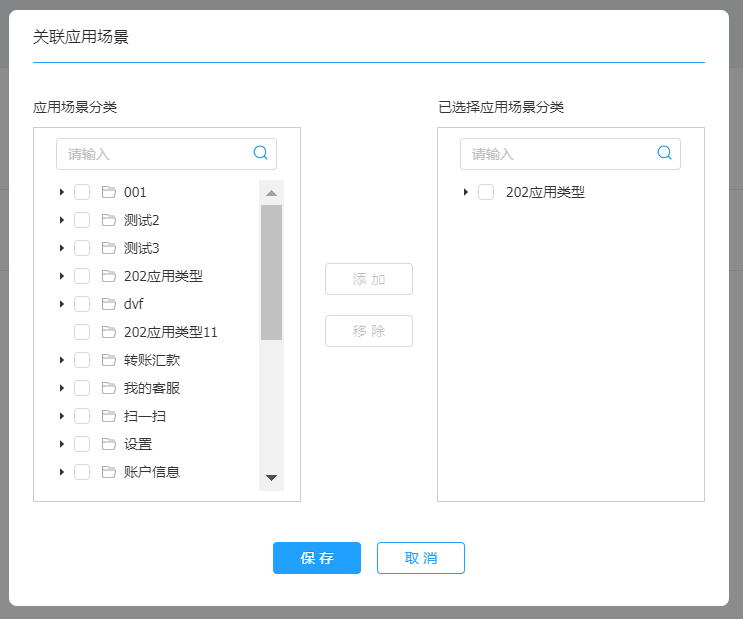 关联应用场景
应用场景分类
请输入
001
测试2
测试3
202应用类型
dvf
202应用类型11
转账汇款
我的客服
扫一扫
设置
账户信息
添加
移除
已选择应用场景分类
请输入
202应用类型
保存
取消